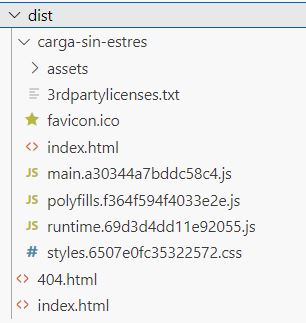 dist
carga-sin-estres
assets
3rdpartylicenses.txt
favicon.ico
index.html
JS main.a30344a7bddc58c4.js
JS polyfills.f364f594f4033e2e.js
JS runtime.69d3d4dd11e92055.js
# styles.6507e0fc35322572.css
404.html
index.html